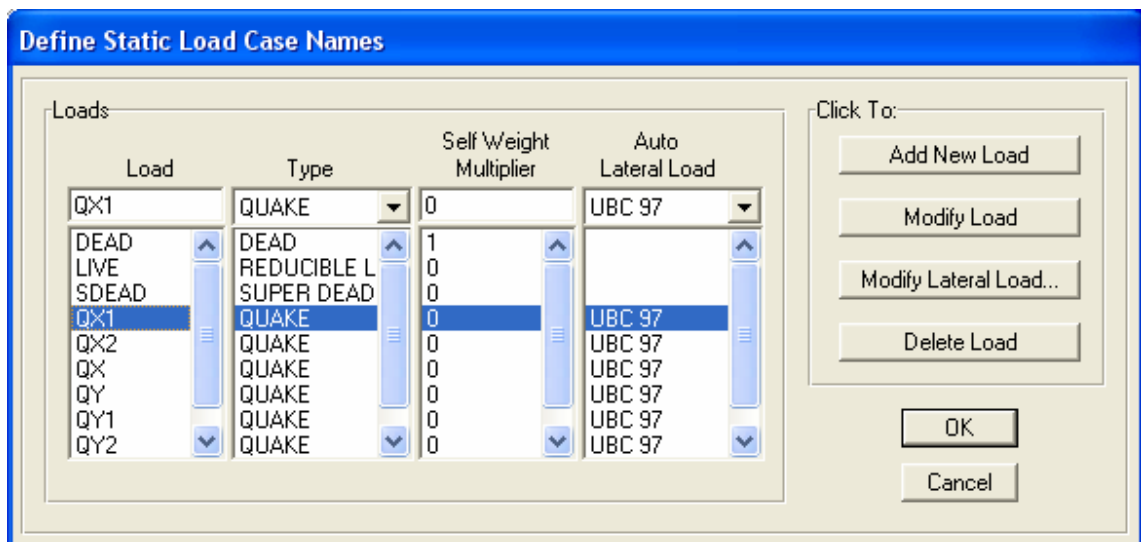 Define Static Load Case Names
Loads
Click To:
Load Type Self Weight Multiplier Auto Lateral Load
QX1 QUAKE 0 UBC 97
DEAD DEAD 1
LIVE REDUCIBLE L 0
SDEAD SUPER DEAD 0
QX1 QUAKE 0 UBC 97
QX2 QUAKE 0 UBC 97
QX QUAKE 0 UBC 97
QY QUAKE 0 UBC 97
QY1 QUAKE 0 UBC 97
QY2 QUAKE 0 UBC 97
Add New Load
Modify Load
Modify Lateral Load...
Delete Load
OK
Cancel